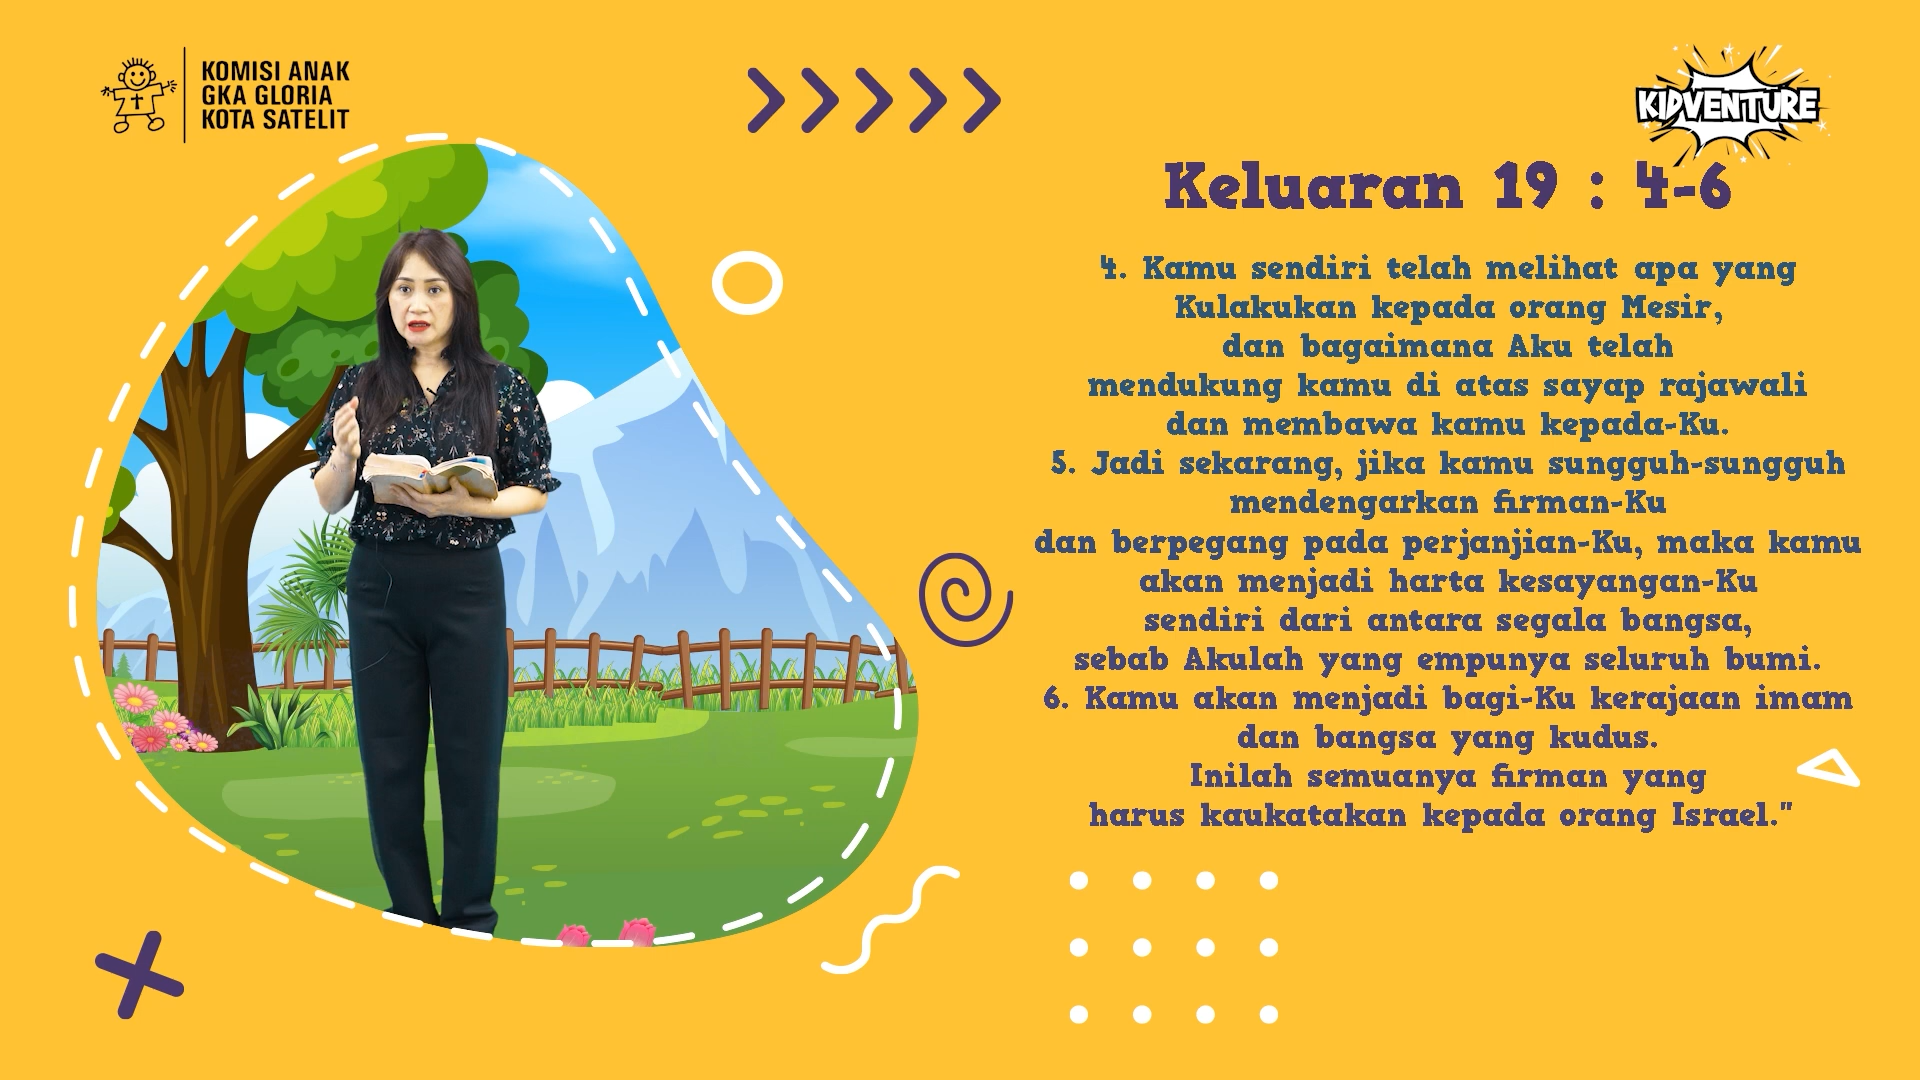 KOMISI ANAK
GKA GLORIA
KOTA SATELIT
KIDVENTURE
Keluaran 19 : 4-6
4. Kamu sendiri telah melihat apa yang
Kulakukan kepada orang Mesir,
dan bagaimana Aku telah
mendukung kamu di atas sayap rajawali
dan membawa kamu kepada-Ku.
5. Jadi sekarang, jika kamu sungguh-sungguh
mendengarkan firman-Ku
dan berpegang pada perjanjian-Ku, maka kamu
akan menjadi harta kesayangan-Ku
sendiri dari antara segala bangsa,
sebab Akulah yang empunya seluruh bumi.
6. Kamu akan menjadi bagi-Ku kerajaan imam
dan bangsa yang kudus.
Inilah semuanya firman yang
harus kaukatakan kepada orang Israel."